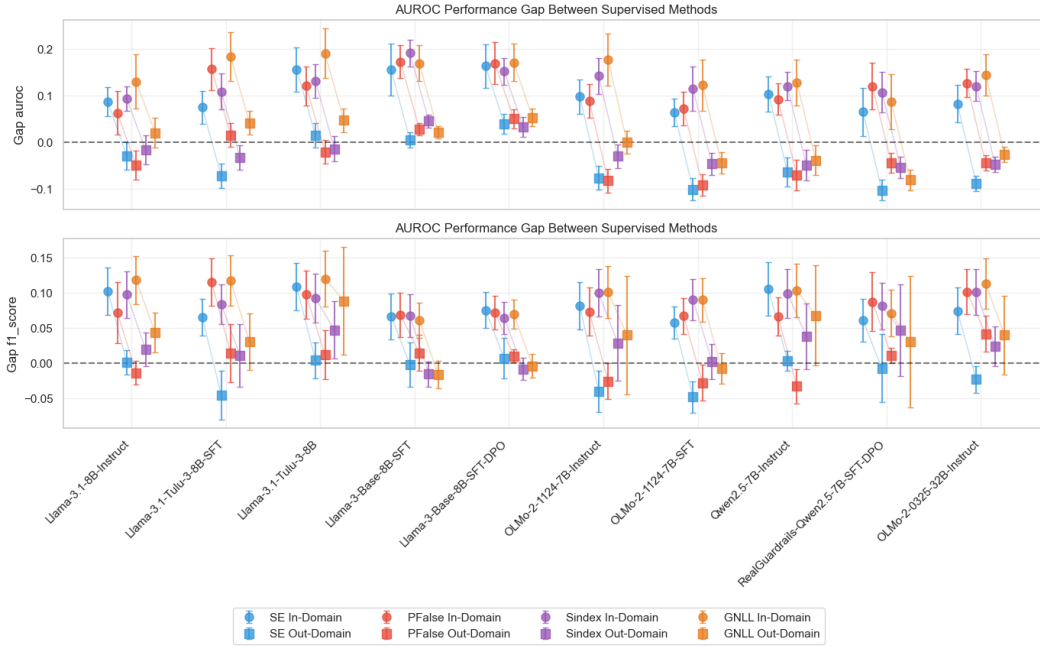 AUROC Performance Gap Between Supervised Methods
Gap auroc
0.2
0.1
0.0
−0.1
AUROC Performance Gap Between Supervised Methods
Gap f1_score
0.15
0.10
0.05
0.00
−0.05
Llama-3.1-8B-Instruct
Llama-3.1-Tulu-3-8B-SFT
Llama-3.1-Tulu-3-8B
Llama-3-Base-8B-SFT
Llama-3-Base-8B-SFT-DPO
OLMo-2-1124-7B-Instruct
OLMo-2-1124-7B-SFT
Qwen2.5-7B-Instruct
RealGuardrails-Qwen2.5-7B-SFT-DPO
OLMo-2-0325-32B-Instruct
SE In-Domain PFalse In-Domain Sindex In-Domain GNLL In-Domain
SE Out-Domain PFalse Out-Domain Sindex Out-Domain GNLL Out-Domain